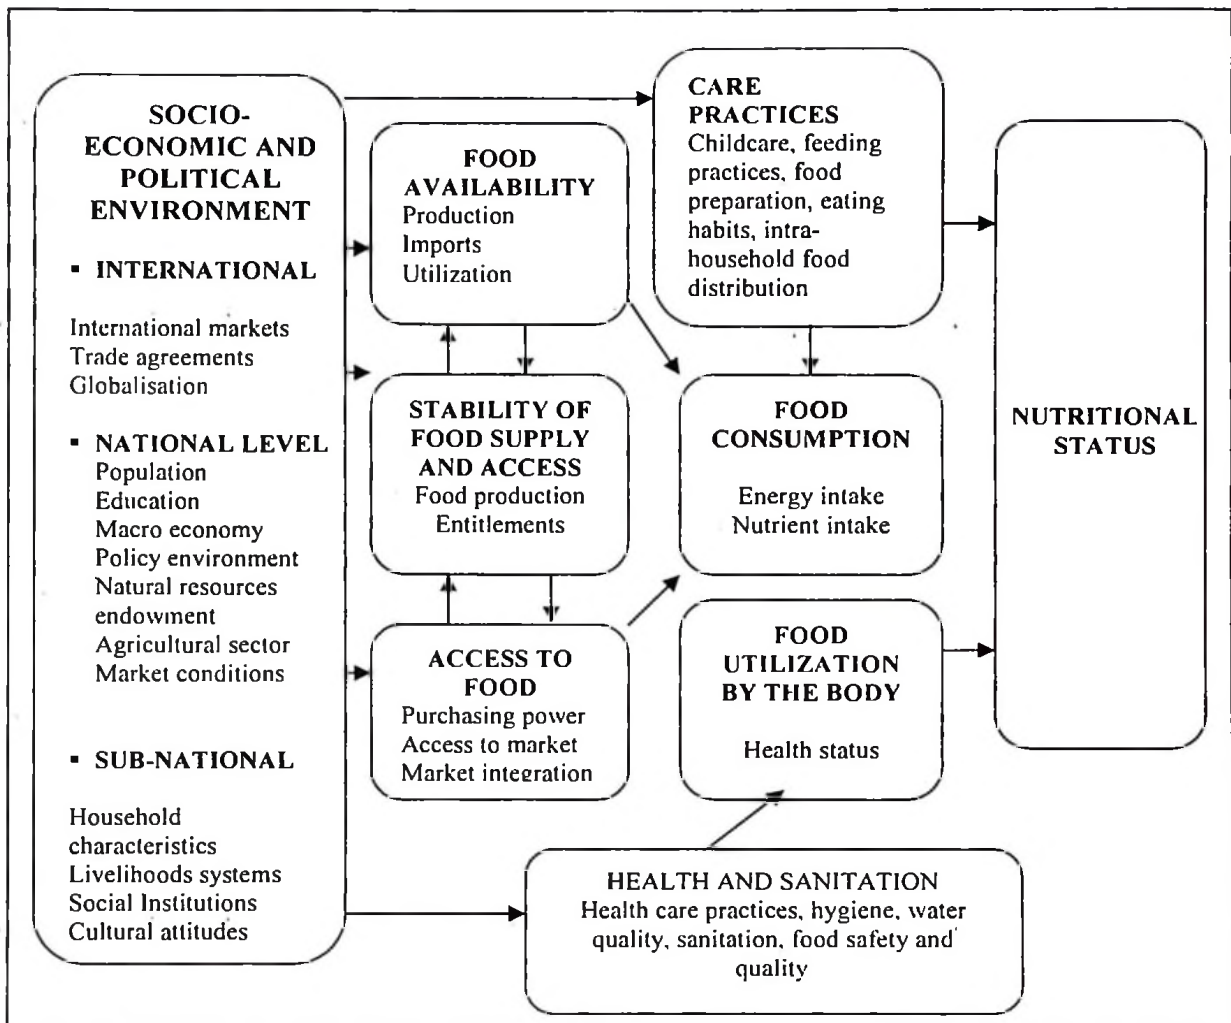 SOCIO-
ECONOMIC AND
POLITICAL
ENVIRONMENT
▪ INTERNATIONAL
International markets
Trade agreements
Globalisation
▪ NATIONAL LEVEL
Population
Education
Macro economy
Policy environment
Natural resources
endowment
Agricultural sector
Market conditions
▪ SUB-NATIONAL
Household
characteristics
Livelihoods systems
Social Institutions
Cultural attitudes
FOOD
AVAILABILITY
Production
Imports
Utilization
STABILITY OF
FOOD SUPPLY
AND ACCESS
Food production
Entitlements
ACCESS TO
FOOD
Purchasing power
Access to market
Market integration
CARE
PRACTICES
Childcare, feeding
practices, food
preparation, eating
habits, intra-
household food
distribution
FOOD
CONSUMPTION
Energy intake
Nutrient intake
FOOD
UTILIZATION
BY THE BODY
Health status
HEALTH AND SANITATION
Health care practices, hygiene, water
quality, sanitation, food safety and
quality
NUTRITIONAL
STATUS